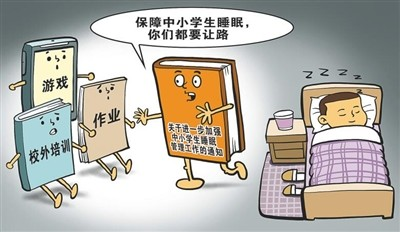 保障中小学生睡眠，
你们都要让路
游戏
作业
校外培训
关于进一步加强
中小学生睡眠
管理工作的通知
zzzzz